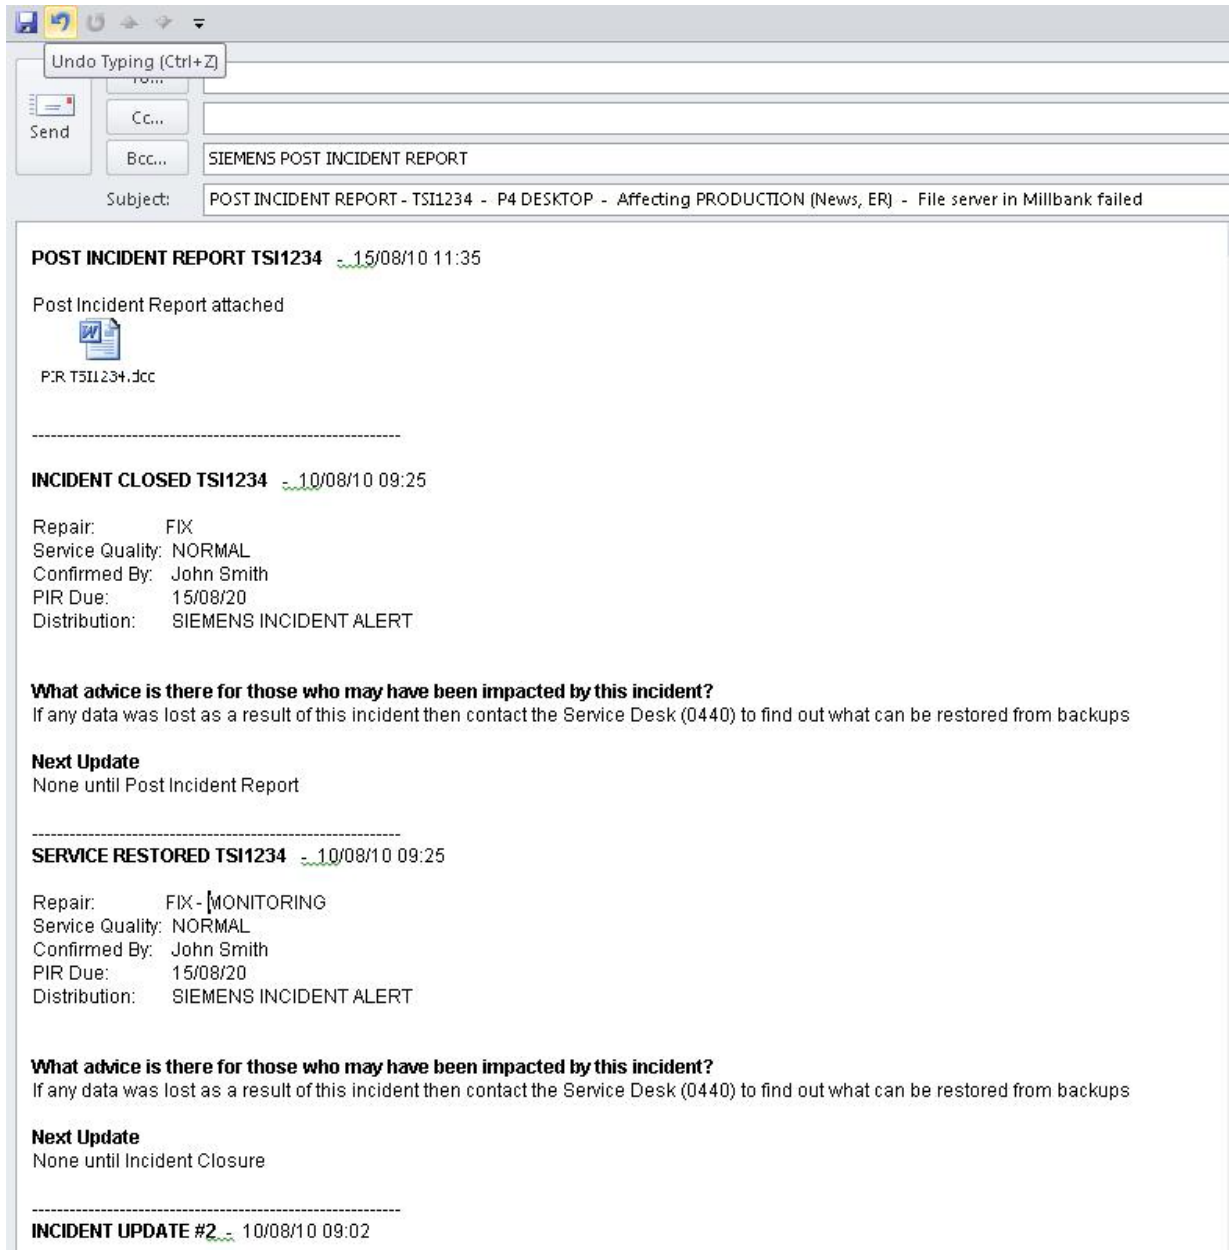 Undo Typing (Ctrl+Z)
To...
Send
Cc...
Bcc... SIEMENS POST INCIDENT REPORT
Subject: POST INCIDENT REPORT - TSI1234 - P4 DESKTOP - Affecting PRODUCTION (News, ER) - File server in Millbank failed
POST INCIDENT REPORT TSI1234 - 15/08/10 11:35
Post Incident Report attached
PIR TSI1234.doc
------------------------------------------------------------
INCIDENT CLOSED TSI1234 - 10/08/10 09:25
Repair: FIX
Service Quality: NORMAL
Confirmed By: John Smith
PIR Due: 15/08/20
Distribution: SIEMENS INCIDENT ALERT
What advice is there for those who may have been impacted by this incident?
If any data was lost as a result of this incident then contact the Service Desk (0440) to find out what can be restored from backups
Next Update
None until Post Incident Report
------------------------------------------------------------
SERVICE RESTORED TSI1234 - 10/08/10 09:25
Repair: FIX - MONITORING
Service Quality: NORMAL
Confirmed By: John Smith
PIR Due: 15/08/20
Distribution: SIEMENS INCIDENT ALERT
What advice is there for those who may have been impacted by this incident?
If any data was lost as a result of this incident then contact the Service Desk (0440) to find out what can be restored from backups
Next Update
None until Incident Closure
------------------------------------------------------------
INCIDENT UPDATE #2 - 10/08/10 09:02